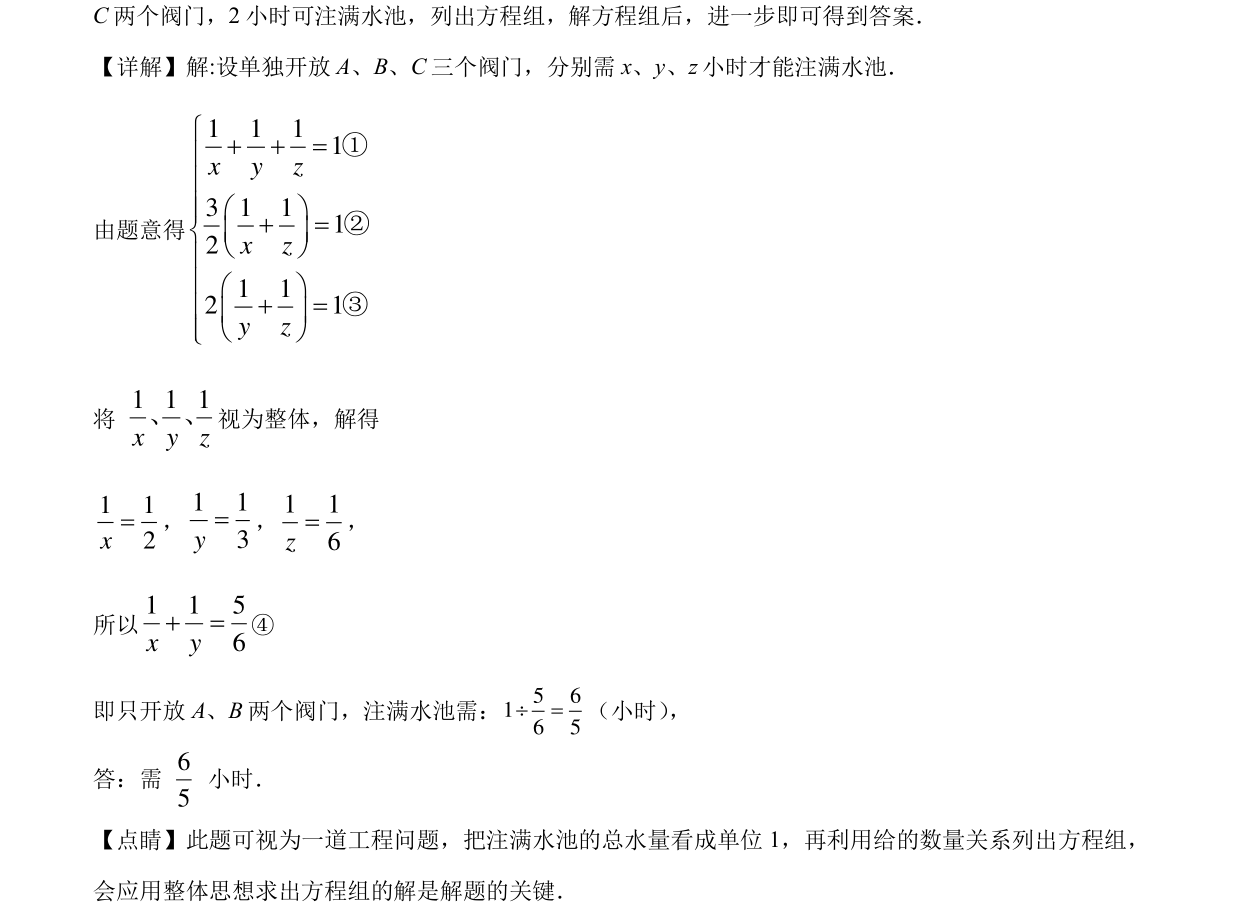 C 两个阀门，2 小时可注满水池，列出方程组，解方程组后，进一步即可得到答案．
【详解】解:设单独开放 A、B、C 三个阀门，分别需 x、y、z 小时才能注满水池．
由题意得 { 1/x + 1/y + 1/z = 1①
3/2 (1/x + 1/z) = 1②
2 (1/y + 1/z) = 1③
将 1/x、1/y、1/z 视为整体，解得
1/x = 1/2， 1/y = 1/3， 1/z = 1/6，
所以 1/x + 1/y = 5/6 ④
即只开放 A、B 两个阀门，注满水池需：1÷5/6=6/5（小时），
答：需 6/5 小时．
【点睛】此题可视为一道工程问题，把注满水池的总水量看成单位 1，再利用给的数量关系列出方程组，
会应用整体思想求出方程组的解是解题的关键．